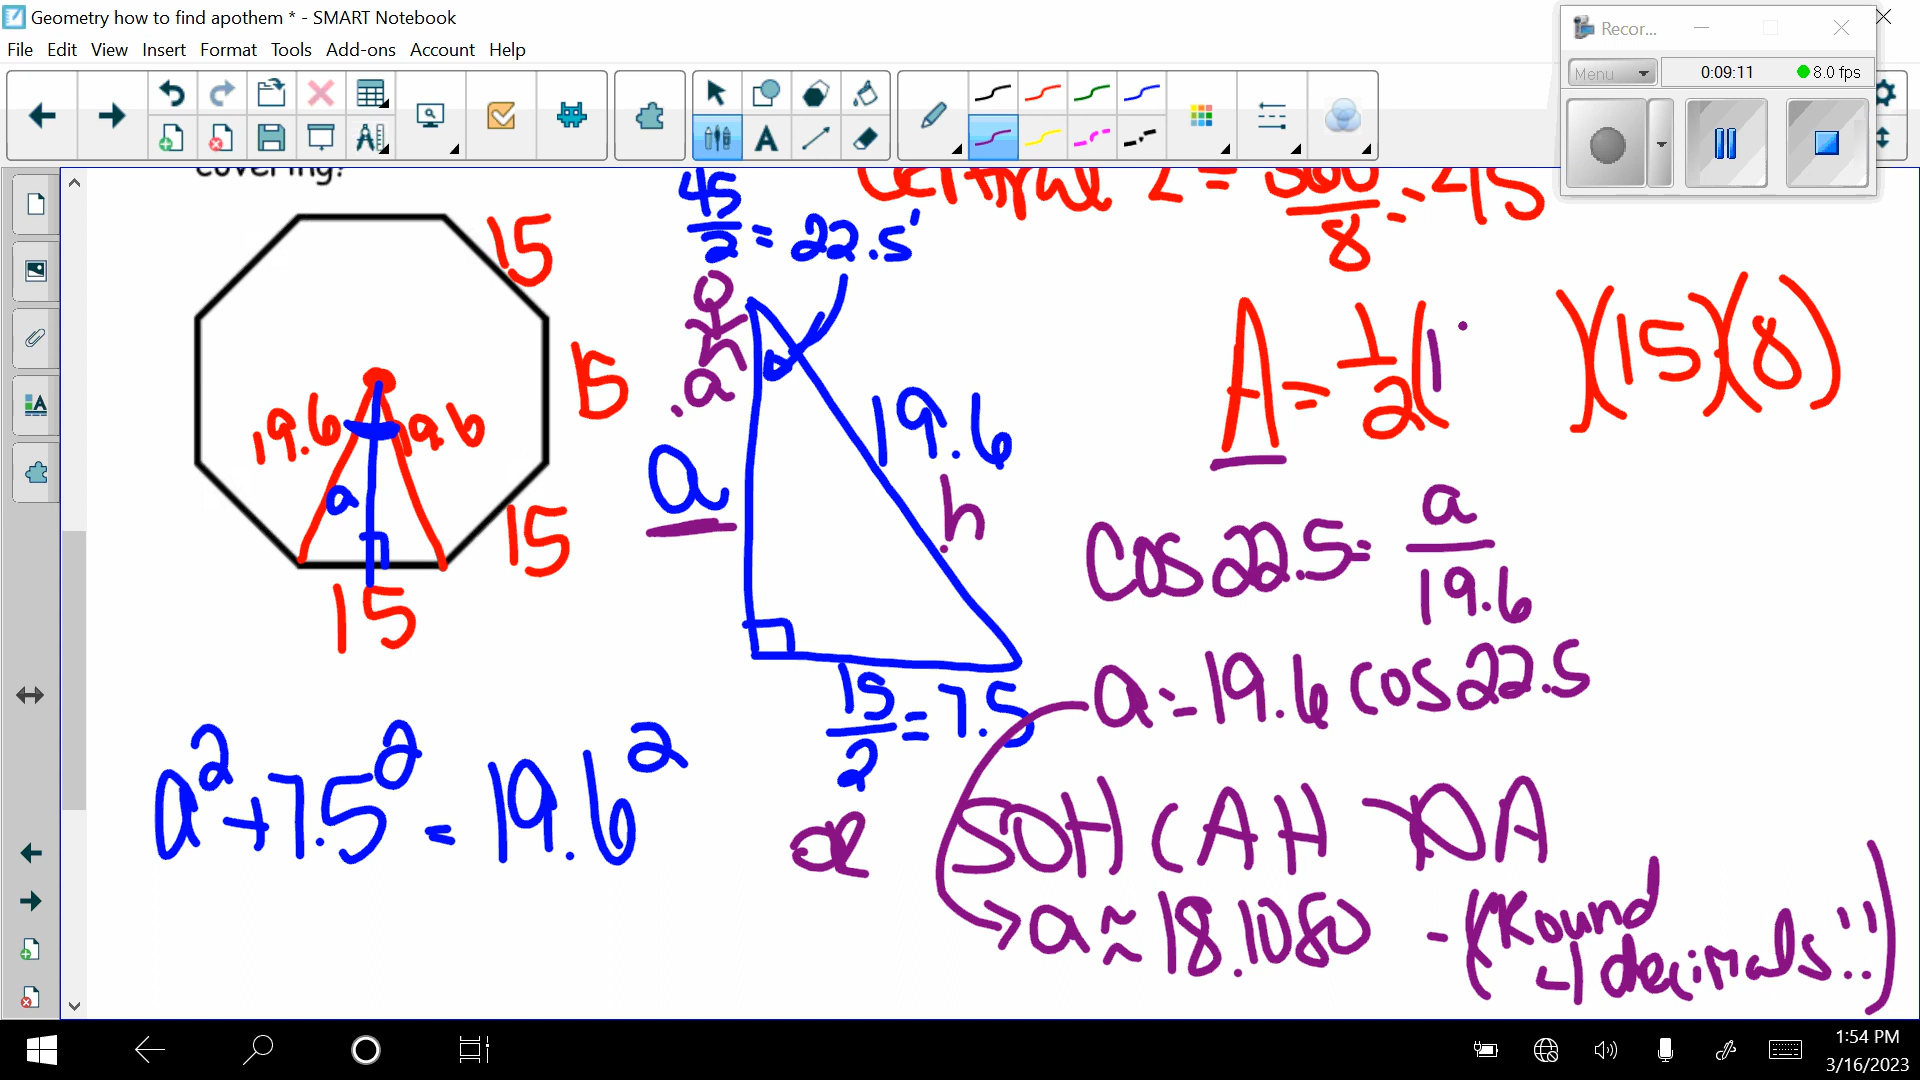 Geometry how to find apothem * - SMART Notebook
File Edit View Insert Format Tools Add-ons Account Help
Recor...
Menu
0:09:11
8.0 fps
covering?
Central ∠ = 360/8 = 45
45/2 = 22.5°
15
15
15
15
19.6
19.6
a
o
h
a
a
19.6
h
15/2 = 7.5
A = 1/2(1 )(15)(8)
cos 22.5 = a/19.6
a = 19.6 cos 22.5
a² + 7.5² = 19.6²
or
SOH CAH TOA
a ≈ 18.1080 - (Round
4 decimals!!)
1:54 PM
3/16/2023